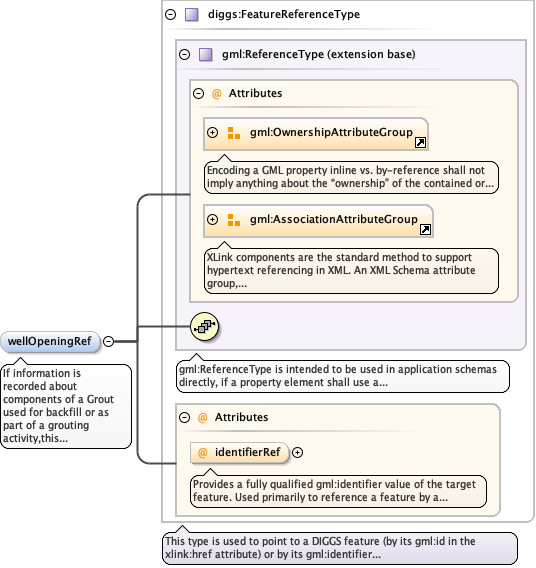 diggs:FeatureReferenceType
gml:ReferenceType (extension base)
@ Attributes
gml:OwnershipAttributeGroup
Encoding a GML property inline vs. by-reference shall not
imply anything about the "ownership" of the contained or...
gml:AssociationAttributeGroup
XLink components are the standard method to support
hypertext referencing in XML. An XML Schema attribute
group,...
wellOpeningRef
If information is
recorded about
components of a Grout
used for backfill or as
part of a grouting
activity,this...
gml:ReferenceType is intended to be used in application schemas
directly, if a property element shall use a...
@ Attributes
@ identifierRef
Provides a fully qualified gml:identifier value of the target
feature. Used primarily to reference a feature by a...
This type is used to point to a DIGGS feature (by its gml:id in the
xlink:href attribute) or by its gml:identifier...